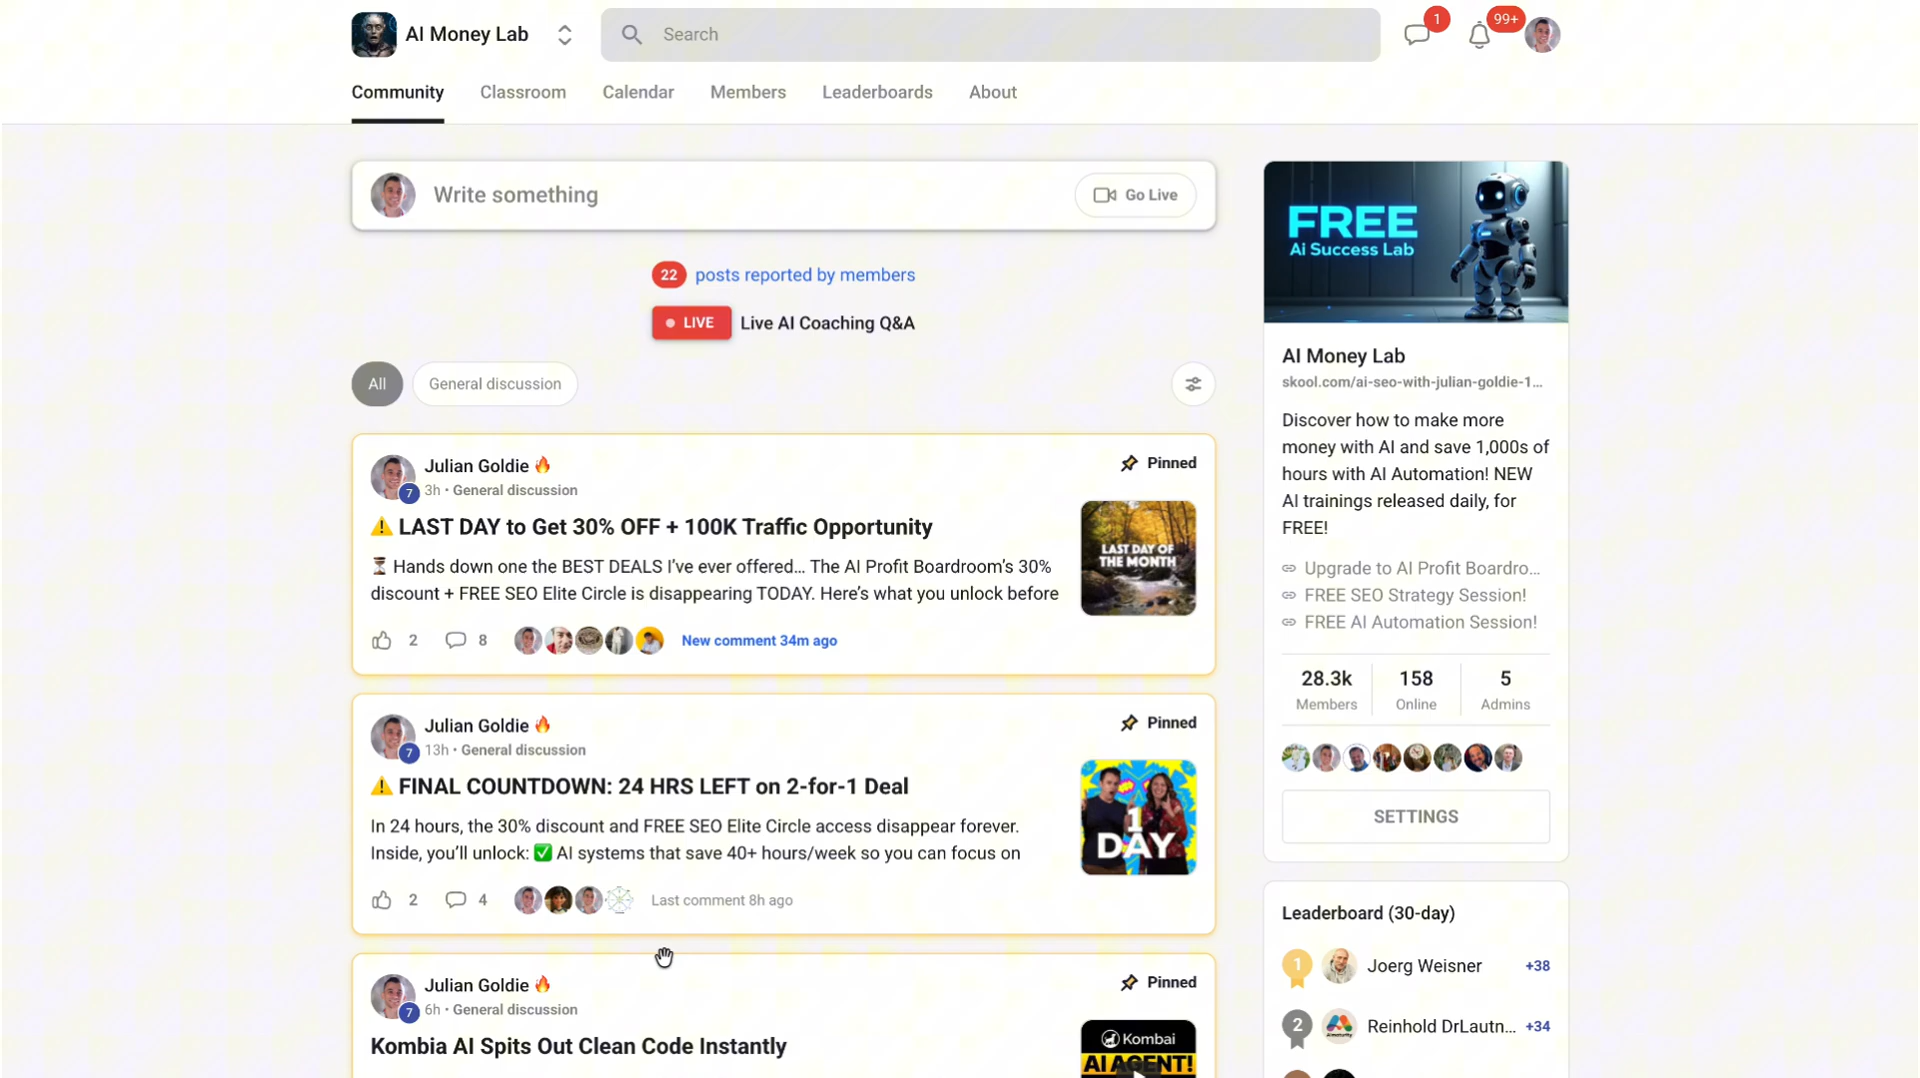 AI Money Lab
Search
1
99+
Community
Classroom
Calendar
Members
Leaderboards
About
Write something
Go Live
22 posts reported by members
LIVE Live AI Coaching Q&A
All
General discussion
Julian Goldie 🔥
7
3h • General discussion
Pinned
⚠️ LAST DAY to Get 30% OFF + 100K Traffic Opportunity
⏳ Hands down one the BEST DEALS I've ever offered... The AI Profit Boardroom's 30%
discount + FREE SEO Elite Circle is disappearing TODAY. Here's what you unlock before
LAST DAY OF
THE MONTH
2
8
New comment 34m ago
Julian Goldie 🔥
7
13h • General discussion
Pinned
⚠️ FINAL COUNTDOWN: 24 HRS LEFT on 2-for-1 Deal
In 24 hours, the 30% discount and FREE SEO Elite Circle access disappear forever.
Inside, you'll unlock: ✅ AI systems that save 40+ hours/week so you can focus on
1
DAY
2
4
Last comment 8h ago
Julian Goldie 🔥
7
6h • General discussion
Pinned
Kombia AI Spits Out Clean Code Instantly
Kombai
AI AGENT!
FREE
Ai Success Lab
AI Money Lab
skool.com/ai-seo-with-julian-goldie-1...
Discover how to make more
money with AI and save 1,000s of
hours with AI Automation! NEW
AI trainings released daily, for
FREE!
Upgrade to AI Profit Boardro...
FREE SEO Strategy Session!
FREE AI Automation Session!
28.3k
Members
158
Online
5
Admins
SETTINGS
Leaderboard (30-day)
1
Joerg Weisner
+38
2
Reinhold DrLautn...
+34